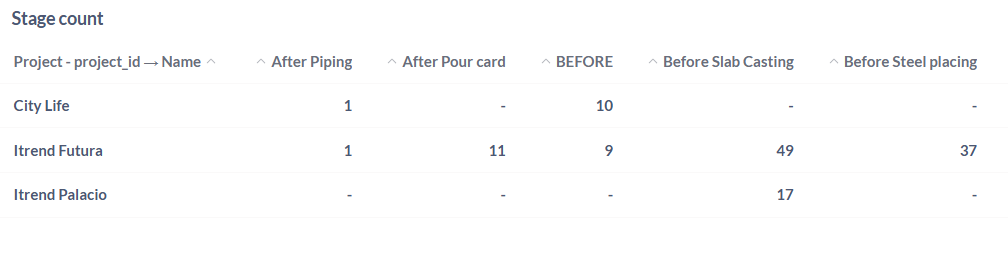 Stage count
Project - project_id → Name ^ ^ After Piping ^ After Pour card ^ BEFORE ^ Before Slab Casting ^ Before Steel placing
City Life 1 - 10 - -
Itrend Futura 1 11 9 49 37
Itrend Palacio - - - 17 -